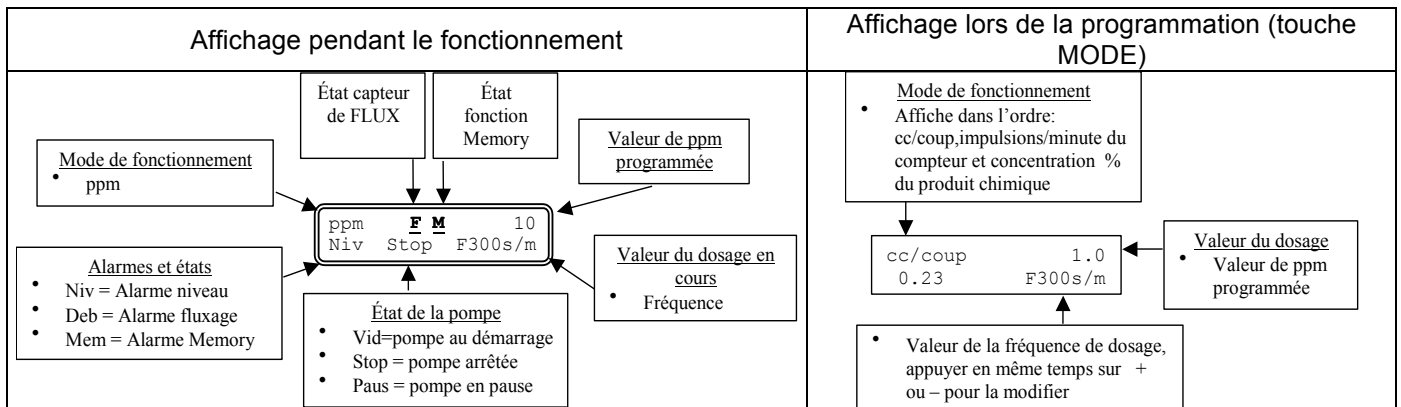 Affichage pendant le fonctionnement
Affichage lors de la programmation (touche
MODE)
État capteur
de FLUX
État
fonction
Memory
Valeur de ppm
programmée
Mode de fonctionnement
• ppm
ppm F M 10
Niv Stop F300s/m
Alarmes et états
• Niv = Alarme niveau
• Deb = Alarme fluxage
• Mem = Alarme Memory
État de la pompe
• Vid=pompe au démarrage
• Stop = pompe arrêtée
• Paus = pompe en pause
Valeur du dosage en
cours
• Fréquence
Mode de fonctionnement
• Affiche dans l’ordre:
cc/coup,impulsions/minute du
compteur et concentration %
du produit chimique
cc/coup 1.0
0.23 F300s/m
Valeur du dosage
• Valeur de ppm
programmée
• Valeur de la fréquence de dosage,
appuyer en même temps sur +
ou – pour la modifier